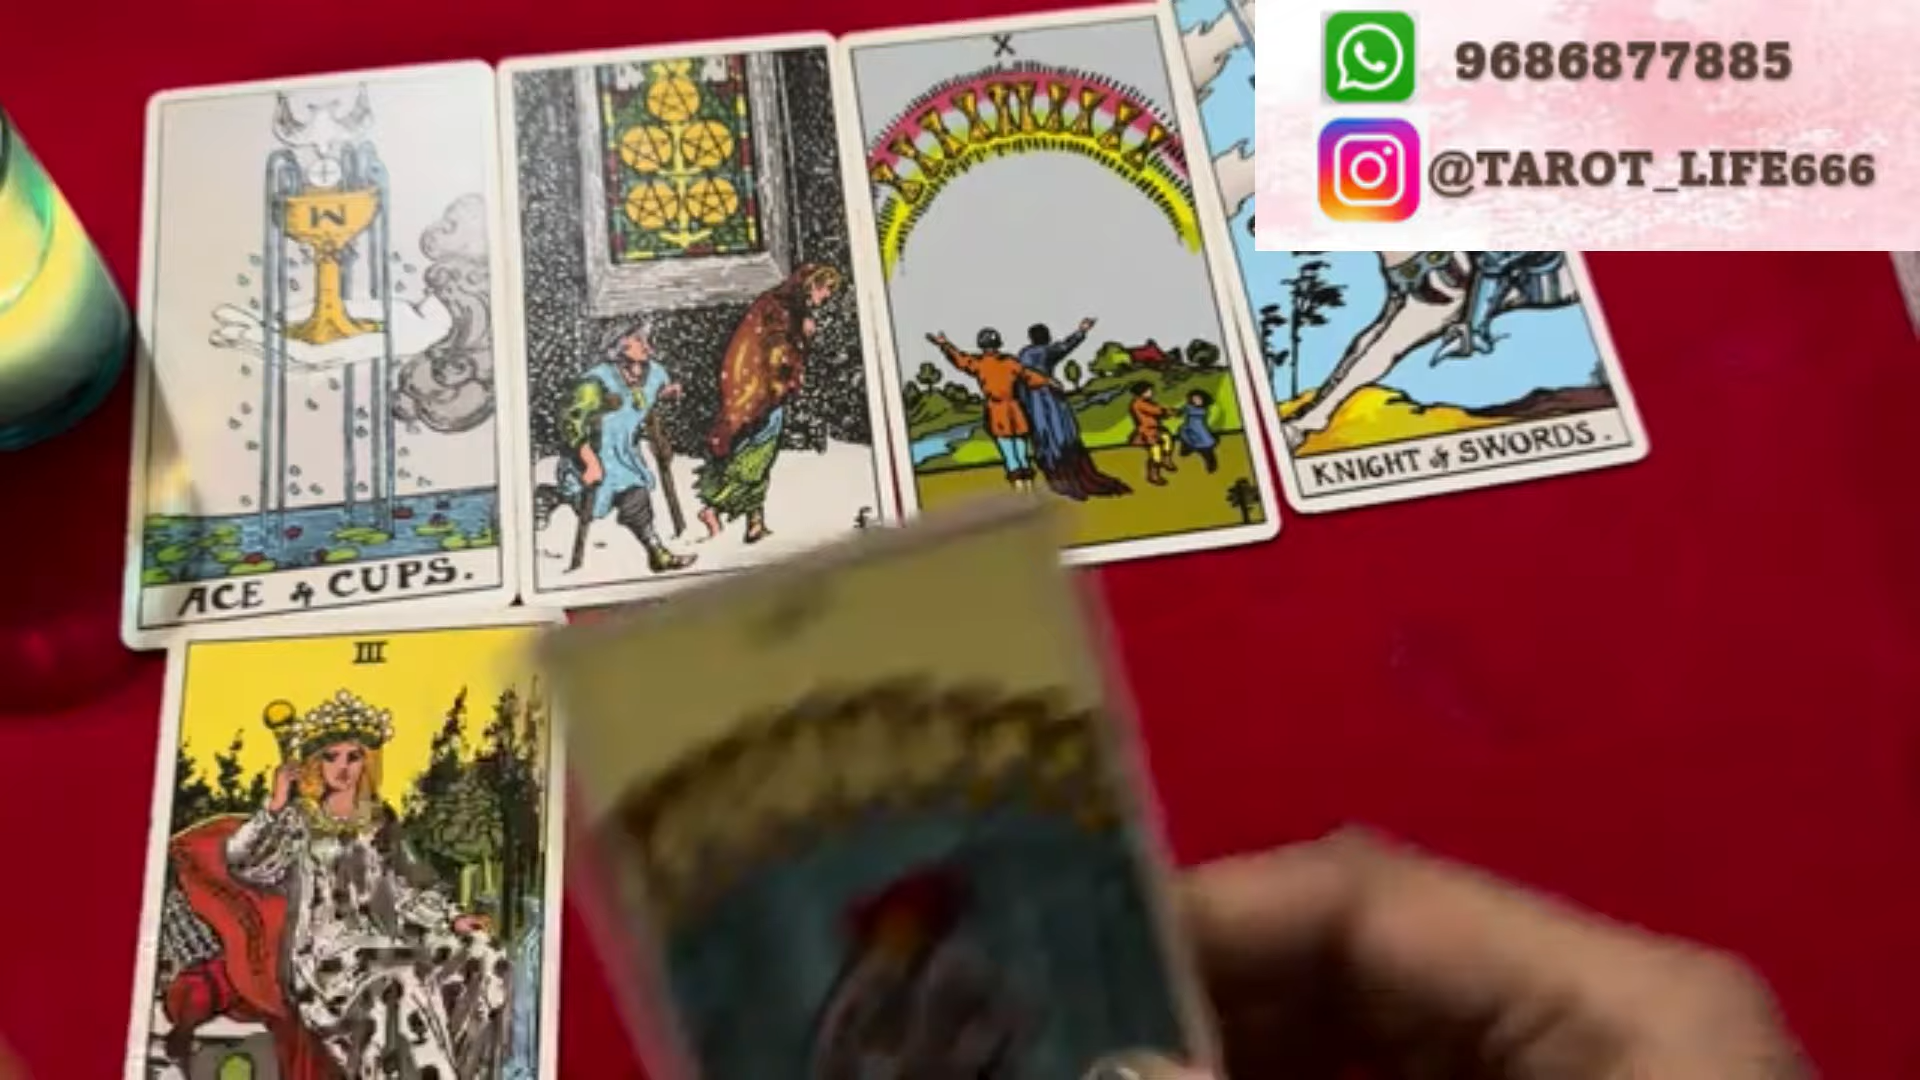 9686877885
@TAROT_LIFE666
X
KNIGHT of SWORDS.
ACE of CUPS.
III